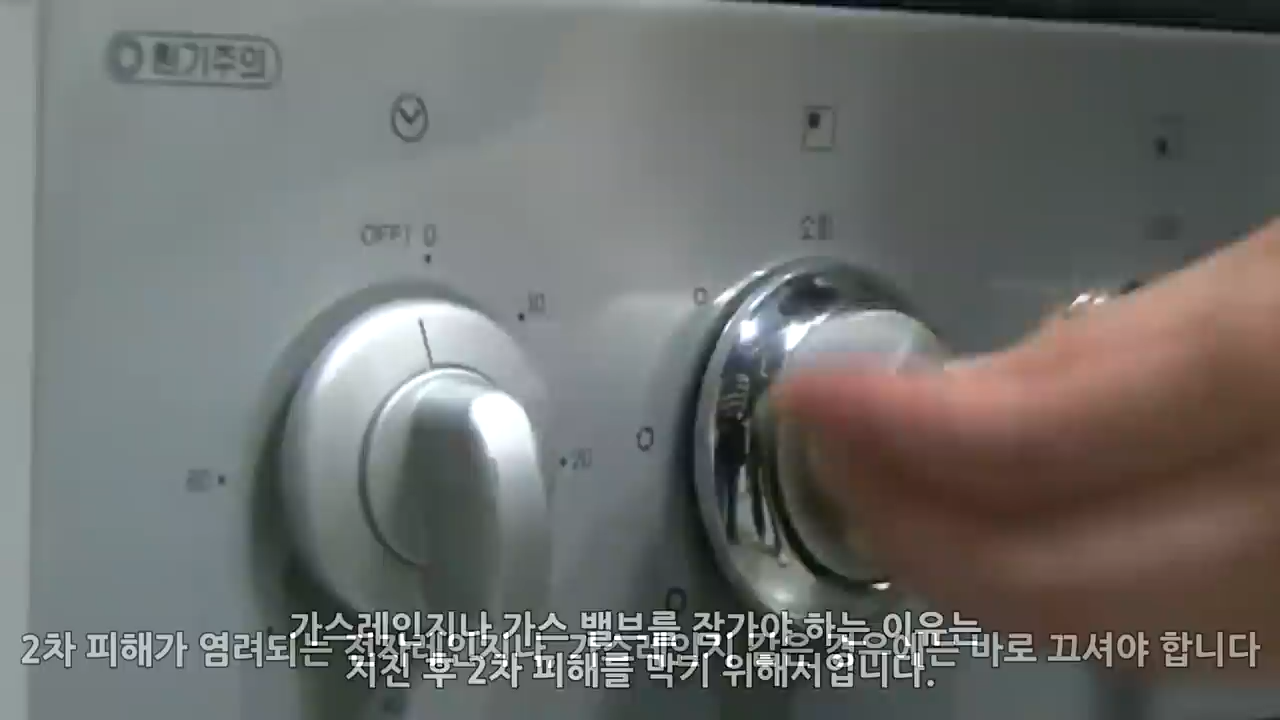 환기주의
OFF 0
10
20
소화
가스레인지나 가스 밸브를 잠가야 하는 이유는
2차 피해가 염려되는 전자레인지나 가스레인지 같은 경우에는 바로 끄셔야 합니다
지진 후 2차 피해를 막기 위해서입니다.